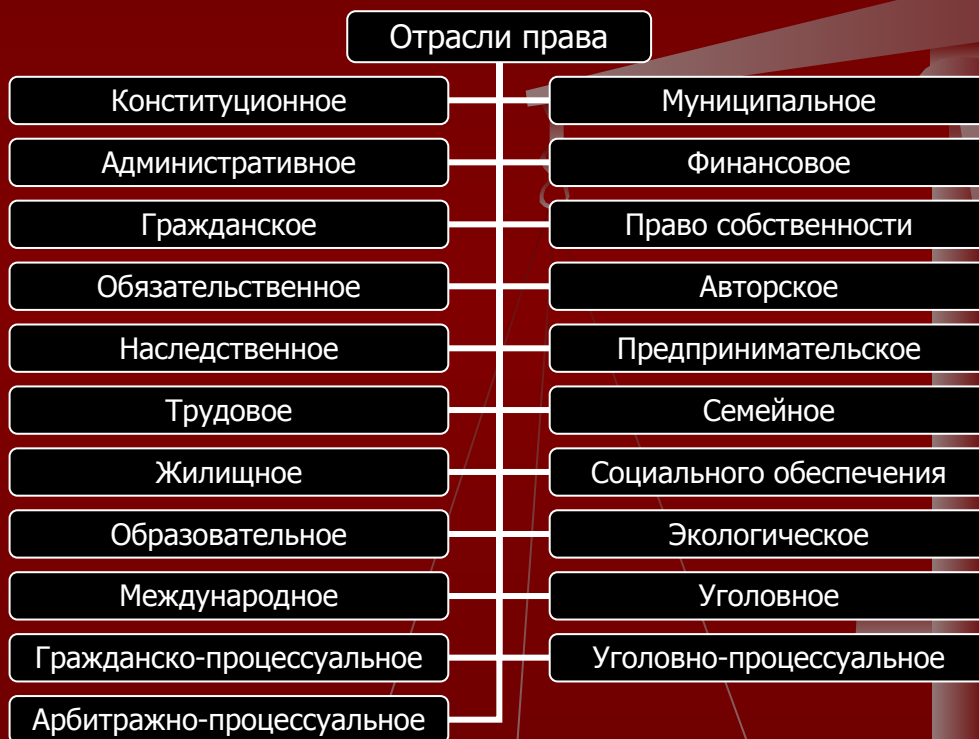 Отрасли права
Конституционное
Муниципальное
Административное
Финансовое
Гражданское
Право собственности
Обязательственное
Авторское
Наследственное
Предпринимательское
Трудовое
Семейное
Жилищное
Социального обеспечения
Образовательное
Экологическое
Международное
Уголовное
Гражданско-процессуальное
Уголовно-процессуальное
Арбитражно-процессуальное